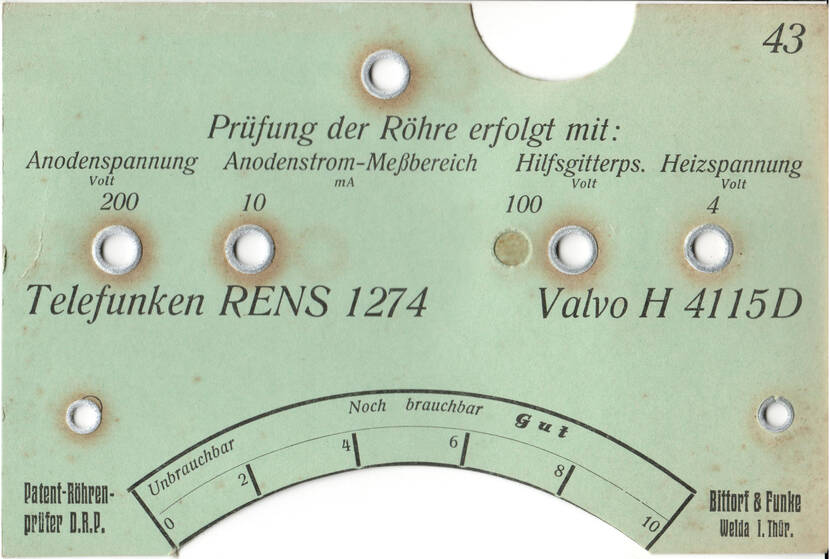 43
Prüfung der Röhre erfolgt mit:
Anodenspannung Anodenstrom-Meßbereich Hilfsgitterps. Heizspannung
Volt mA Volt Volt
200 10 100 4
Telefunken RENS 1274 Valvo H 4115D
Unbrauchbar Noch brauchbar Gut
0 2 4 6 8 10
Patent-Röhren-
prüfer D.R.P.
Bittorf & Funke
Weida i. Thür.